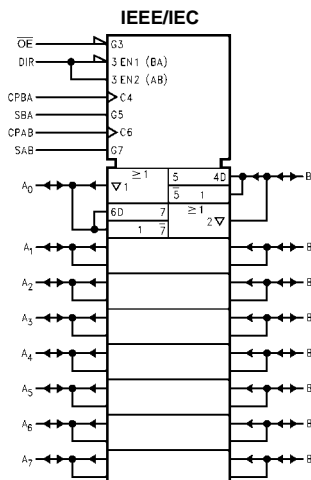 IEEE/IEC
OE G3
DIR 3 EN1 (BA)
3 EN2 (AB)
CPBA C4
SBA G5
CPAB C6
SAB G7
A0 ≥1 ▽1 5 4D B
5 1
6D 7 ≥1 2▽
1 7
A1 B
A2 B
A3 B
A4 B
A5 B
A6 B
A7 B